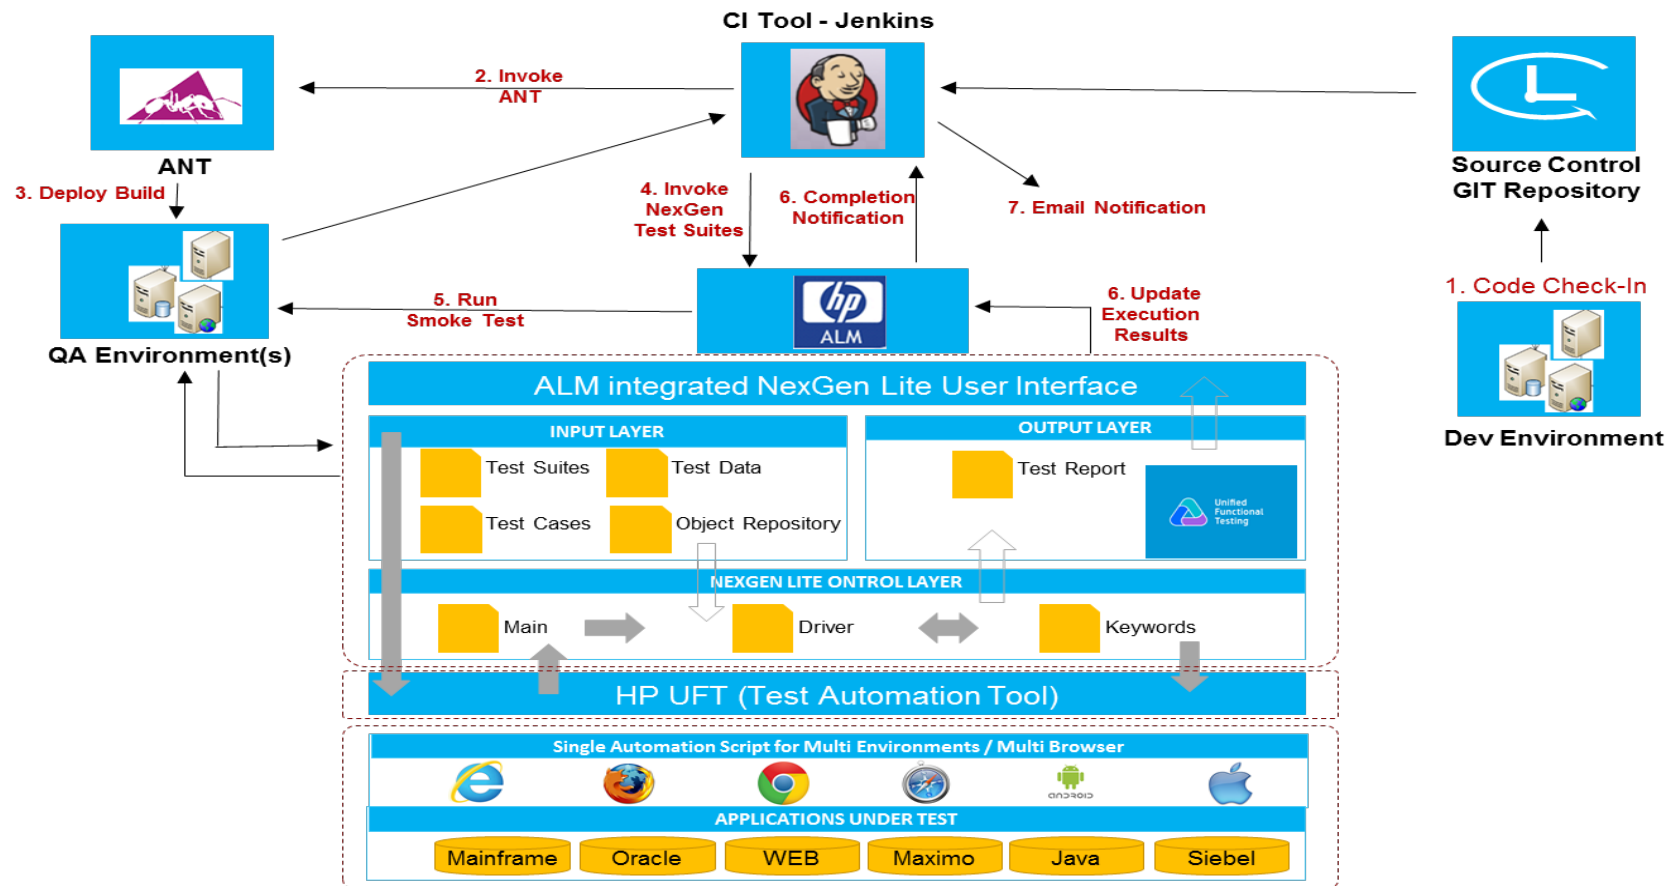 CI Tool - Jenkins
2. Invoke
ANT
ANT
3. Deploy Build
Source Control
GIT Repository
4. Invoke
NexGen
Test Suites
6. Completion
Notification
7. Email Notification
1. Code Check-In
5. Run
Smoke Test
hp
ALM
6. Update
Execution
Results
QA Environment(s)
Dev Environment
ALM integrated NexGen Lite User Interface
INPUT LAYER
OUTPUT LAYER
Test Suites
Test Data
Test Report
Test Cases
Object Repository
Unified
Functional
Testing
NEXGEN LITE ONTROL LAYER
Main
Driver
Keywords
HP UFT (Test Automation Tool)
Single Automation Script for Multi Environments / Multi Browser
ANDROID
APPLICATIONS UNDER TEST
Mainframe
Oracle
WEB
Maximo
Java
Siebel